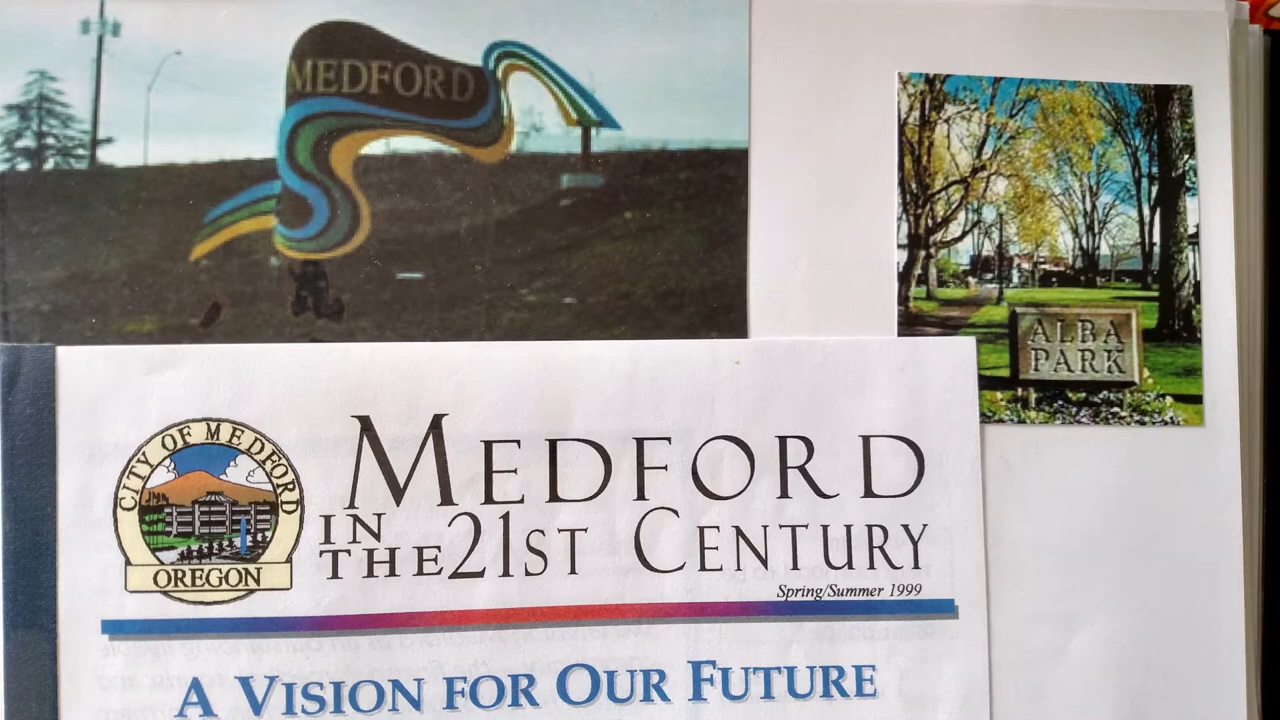 MEDFORD
ALBA
PARK
CITY OF MEDFORD
OREGON
MEDFORD
IN THE 21ST CENTURY
Spring/Summer 1999
A VISION FOR OUR FUTURE